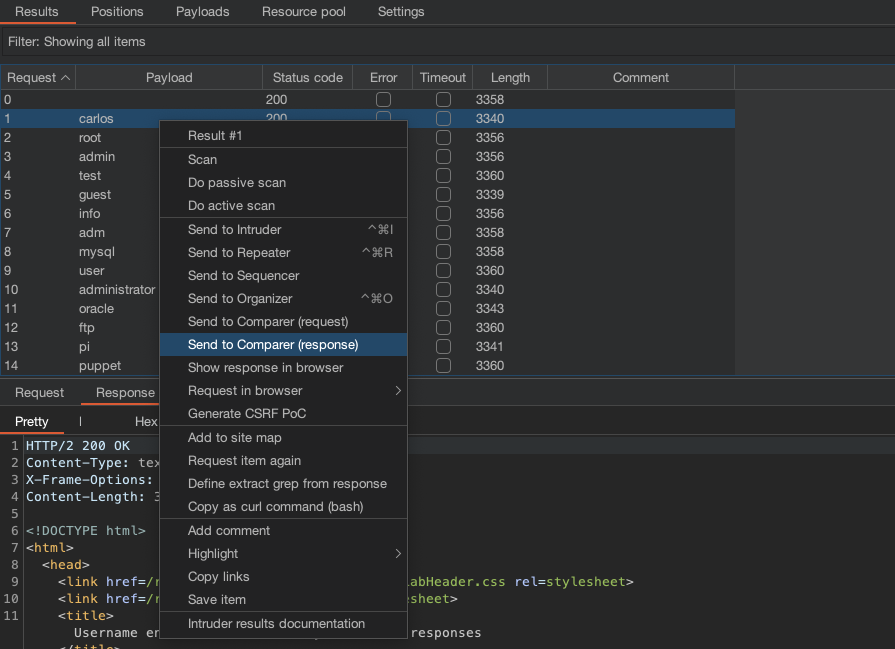 Results Positions Payloads Resource pool Settings
Filter: Showing all items
Request Payload Status code Error Timeout Length Comment
0 200 3358
1 carlos 200 3340
2 root 3356
3 admin 3356
4 test 3360
5 guest 3339
6 info 3356
7 adm 3358
8 mysql 3358
9 user 3360
10 administrator 3340
11 oracle 3343
12 ftp 3360
13 pi 3341
14 puppet 3360
Result #1
Scan
Do passive scan
Do active scan
Send to Intruder ^⌘I
Send to Repeater ^⌘R
Send to Sequencer
Send to Organizer ^⌘O
Send to Comparer (request)
Send to Comparer (response)
Show response in browser
Request in browser
Generate CSRF PoC
Add to site map
Request item again
Define extract grep from response
Copy as curl command (bash)
Add comment
Highlight
Copy links
Save item
Intruder results documentation
Request Response
Pretty Hex
1 HTTP/2 200 OK
2 Content-Type: tex
3 X-Frame-Options:
4 Content-Length: 3
5
6 <!DOCTYPE html>
7 <html>
8 <head>
9 <link href=/r abHeader.css rel=stylesheet>
10 <link href=/r sheet>
11 <title>
Username en responses
</title>